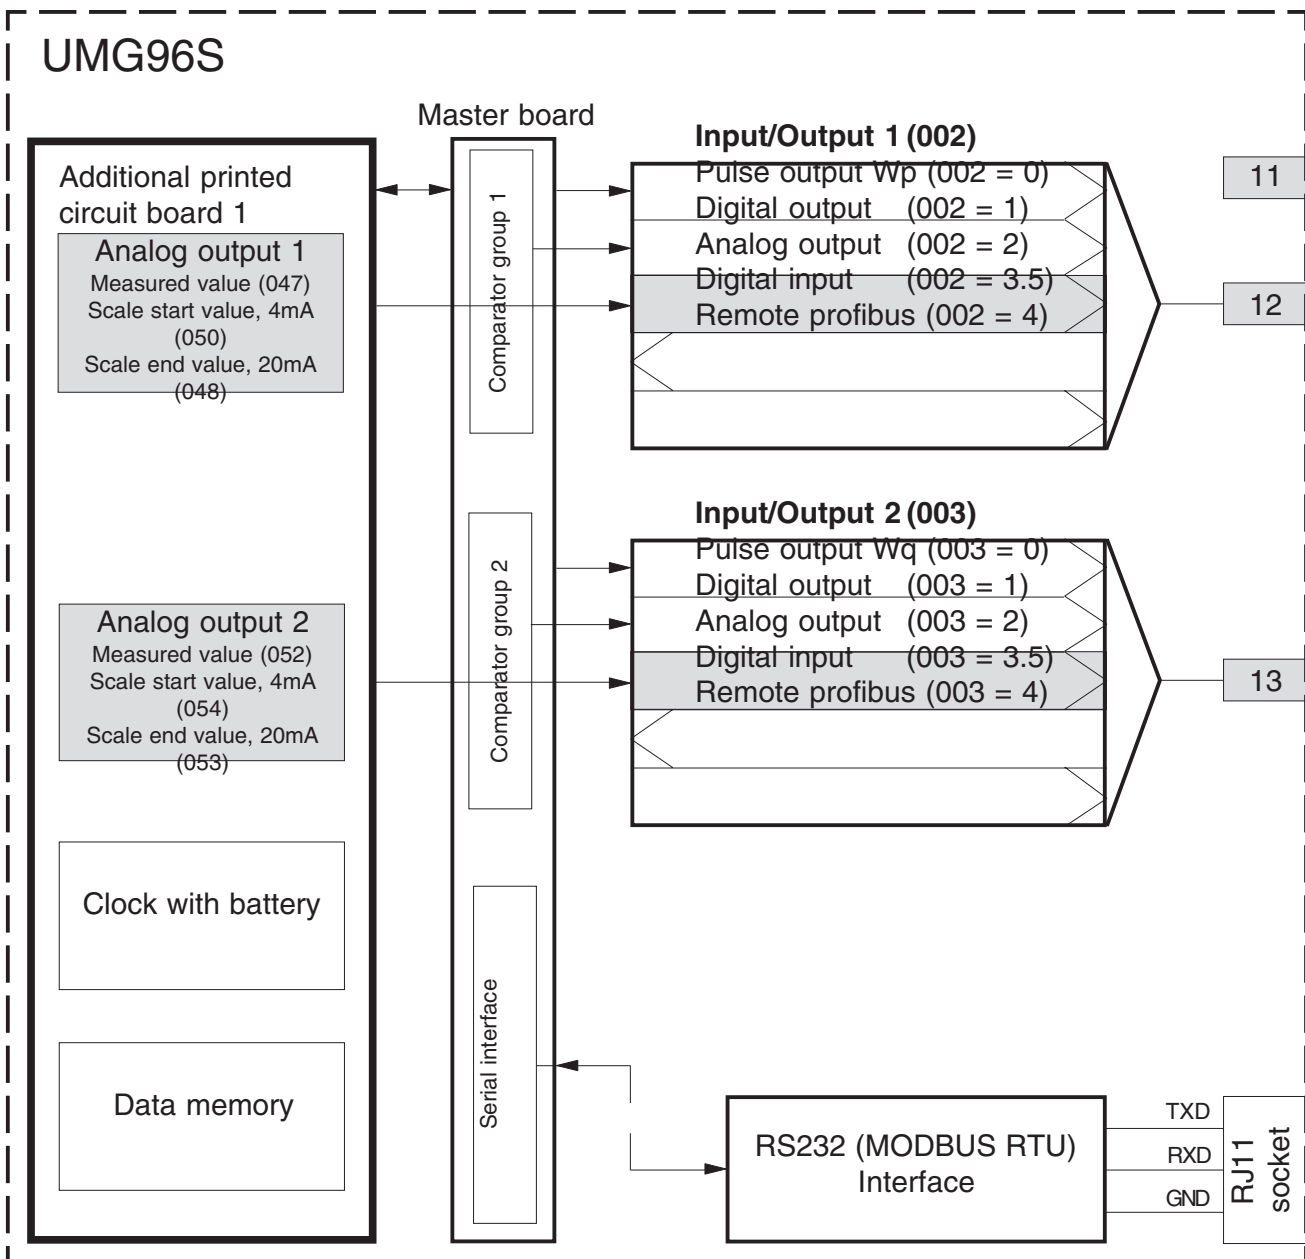 UMG96S
Master board
Additional printed
circuit board 1
Analog output 1
Measured value (047)
Scale start value, 4mA
(050)
Scale end value, 20mA
(048)
Analog output 2
Measured value (052)
Scale start value, 4mA
(054)
Scale end value, 20mA
(053)
Clock with battery
Data memory
Comparator group 1
Comparator group 2
Serial interface
Input/Output 1 (002)
Pulse output Wp (002 = 0)
Digital output (002 = 1)
Analog output (002 = 2)
Digital input (002 = 3.5)
Remote profibus (002 = 4)
11
12
Input/Output 2 (003)
Pulse output Wq (003 = 0)
Digital output (003 = 1)
Analog output (003 = 2)
Digital input (003 = 3.5)
Remote profibus (003 = 4)
13
RS232 (MODBUS RTU)
Interface
TXD
RXD
GND
RJ11
socket